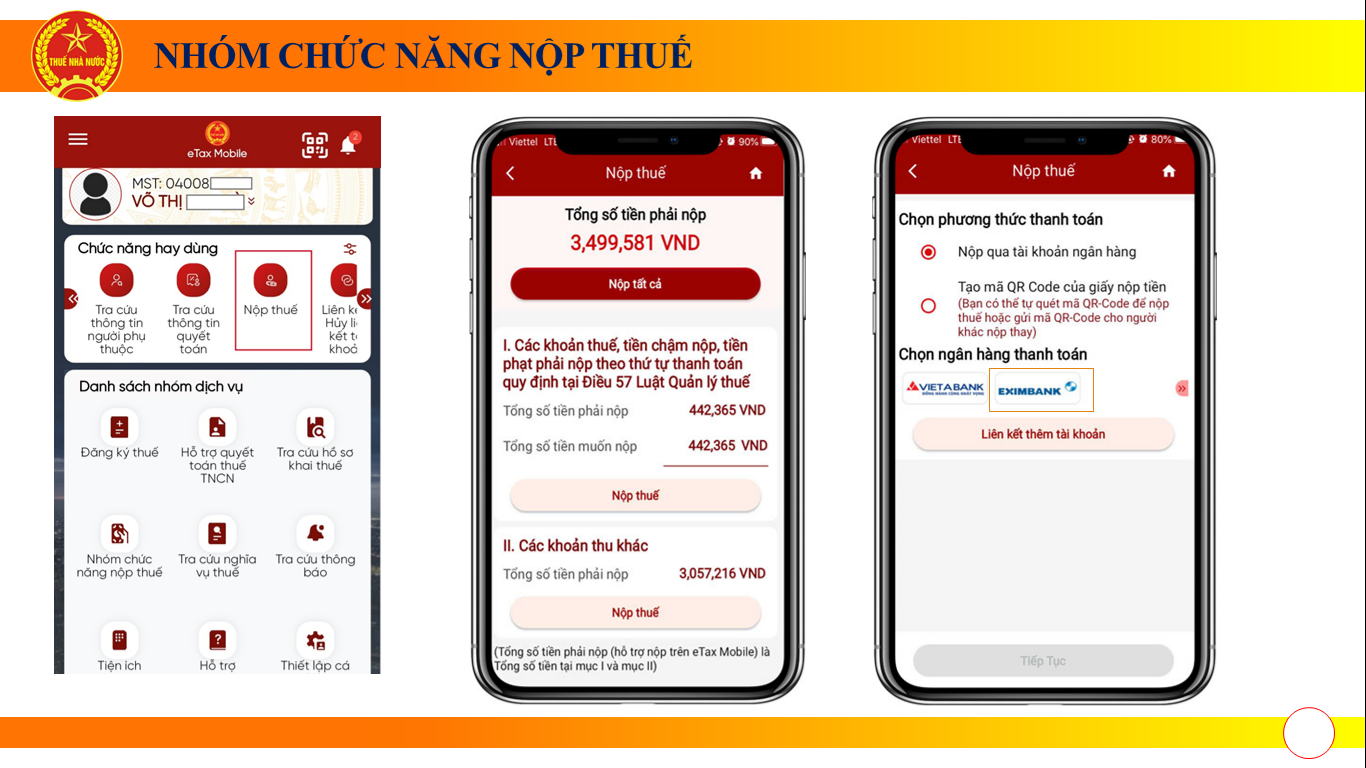 NHÓM CHỨC NĂNG NỘP THUẾ
THUẾ NHÀ NƯỚC
eTax Mobile
2
MST: 04008
VÕ THỊ
Chức năng hay dùng
Tra cứu
thông tin
người phụ
thuộc
Tra cứu
thông tin
quyết
toán
Nộp thuế
Liên kế
Hủy li
kết t
khoả
Danh sách nhóm dịch vụ
Đăng ký thuế
Hỗ trợ quyết
toán thuế
TNCN
Tra cứu hồ sơ
khai thuế
Nhóm chức
năng nộp thuế
Tra cứu nghĩa
vụ thuế
Tra cứu thông
báo
Tiện ích
Hỗ trợ
Thiết lập cá
Viettel LTE
90%
Nộp thuế
Tổng số tiền phải nộp
3,499,581 VND
Nộp tất cả
I. Các khoản thuế, tiền chậm nộp, tiền
phạt phải nộp theo thứ tự thanh toán
quy định tại Điều 57 Luật Quản lý thuế
Tổng số tiền phải nộp 442,365 VND
Tổng số tiền muốn nộp 442,365 VND
Nộp thuế
II. Các khoản thu khác
Tổng số tiền phải nộp 3,057,216 VND
Nộp thuế
(Tổng số tiền phải nộp (hỗ trợ nộp trên eTax Mobile) là
Tổng số tiền tại mục I và mục II)
Viettel LTE
80%
Nộp thuế
Chọn phương thức thanh toán
Nộp qua tài khoản ngân hàng
Tạo mã QR Code của giấy nộp tiền
(Bạn có thể tự quét mã QR-Code để nộp
thuế hoặc gửi mã QR-Code cho người
khác nộp thay)
Chọn ngân hàng thanh toán
VIETABANK
EXIMBANK
Liên kết thêm tài khoản
Tiếp Tục